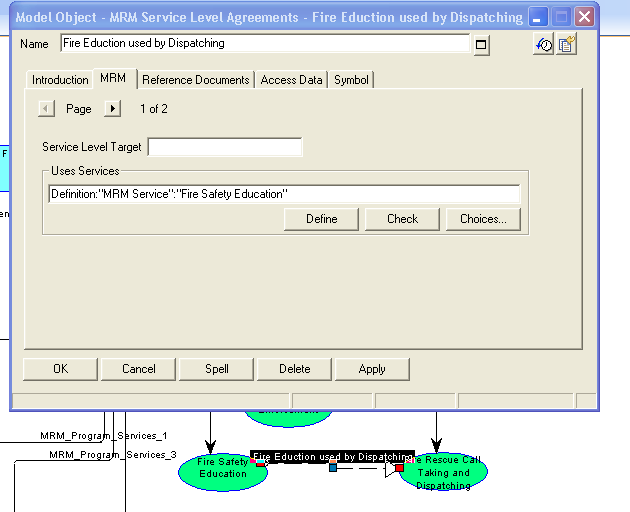 Model Object - MRM Service Level Agreements - Fire Eduction used by Dispatching
Name Fire Eduction used by Dispatching
Introduction MRM Reference Documents Access Data Symbol
Page 1 of 2
Service Level Target
Uses Services
Definition:"MRM Service":"Fire Safety Education"
Define Check Choices...
OK Cancel Spell Delete Apply
MRM_Program_Services_1
MRM_Program_Services_3
Fire Safety
Education
Fire Eduction used by Dispatching
Rescue Call
Taking and
Dispatching